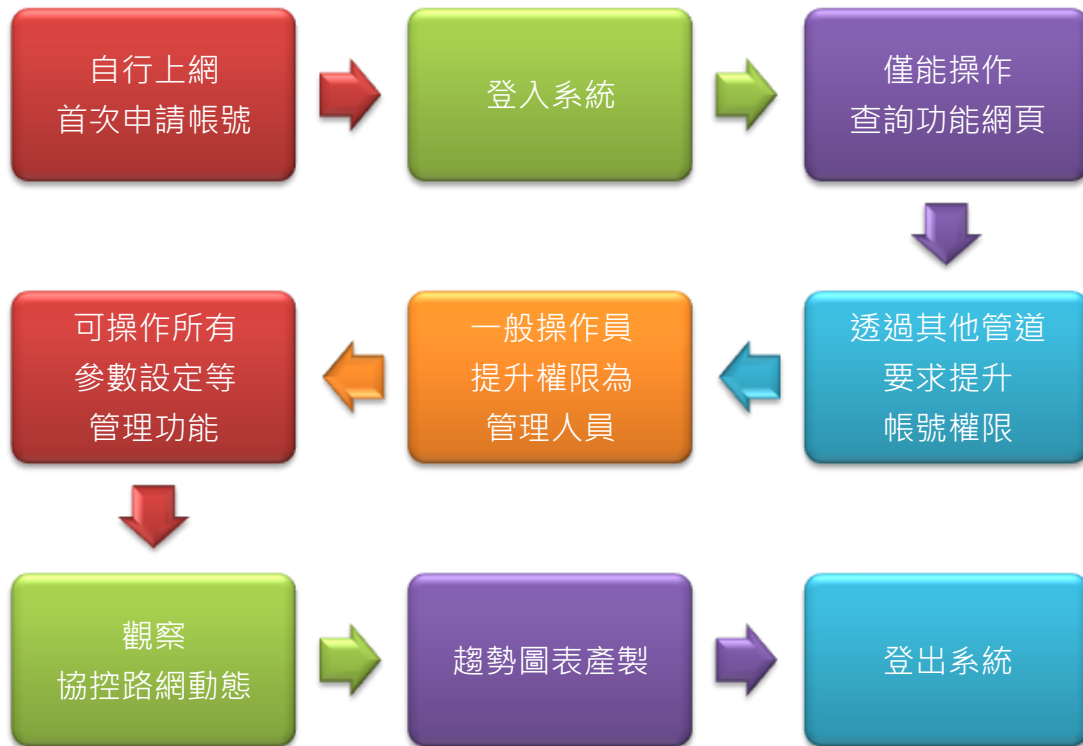 自行上網
首次申請帳號
登入系統
僅能操作
查詢功能網頁
透過其他管道
要求提升
帳號權限
一般操作員
提升權限為
管理人員
可操作所有
參數設定等
管理功能
觀察
協控路網動態
趨勢圖表產製
登出系統